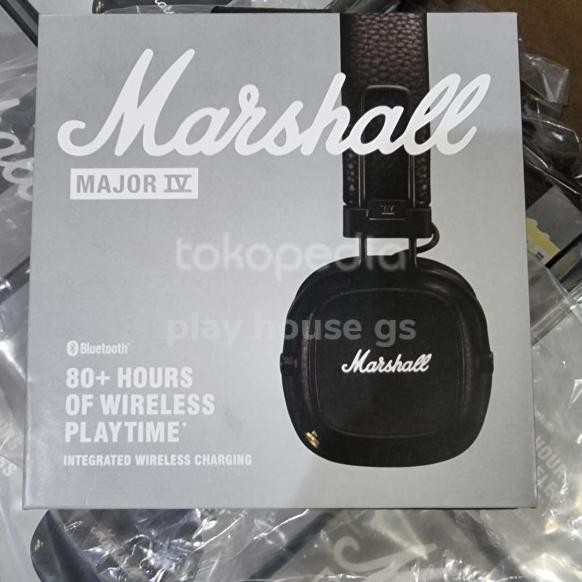 Marshall
MAJOR IV
tokopedia
play house gs
Bluetooth®
80+ HOURS
OF WIRELESS
PLAYTIME*
INTEGRATED WIRELESS CHARGING
Marshall